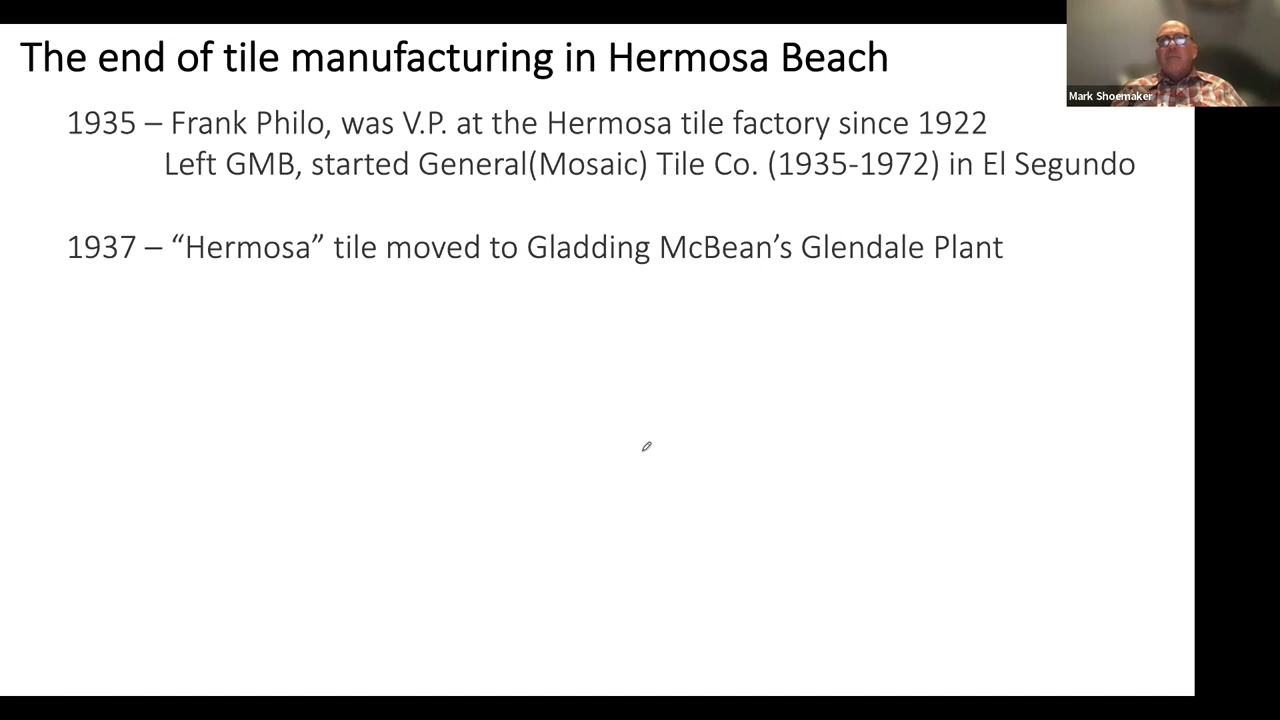 The end of tile manufacturing in Hermosa Beach
Mark Shoemaker
1935 – Frank Philo, was V.P. at the Hermosa tile factory since 1922
Left GMB, started General(Mosaic) Tile Co. (1935-1972) in El Segundo
1937 – “Hermosa” tile moved to Gladding McBean’s Glendale Plant